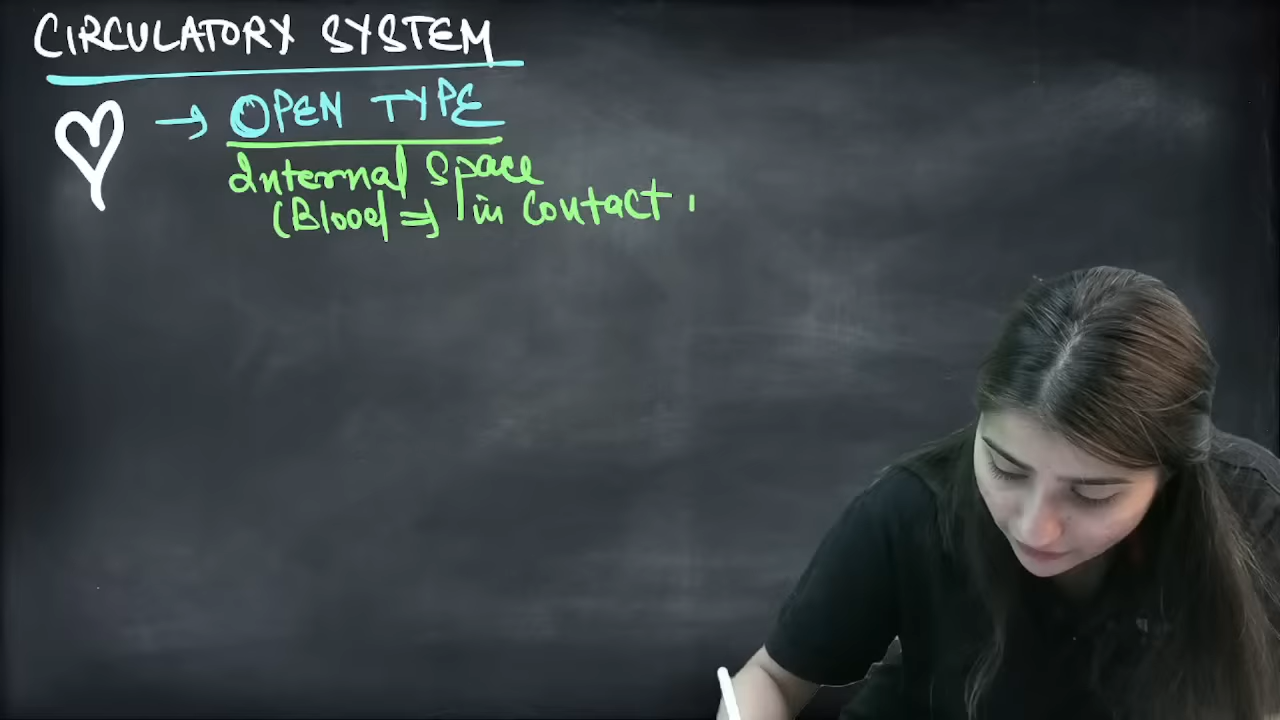 CIRCULATORY SYSTEM
→ OPEN TYPE
Internal Space
(Blood ⇒ in contact